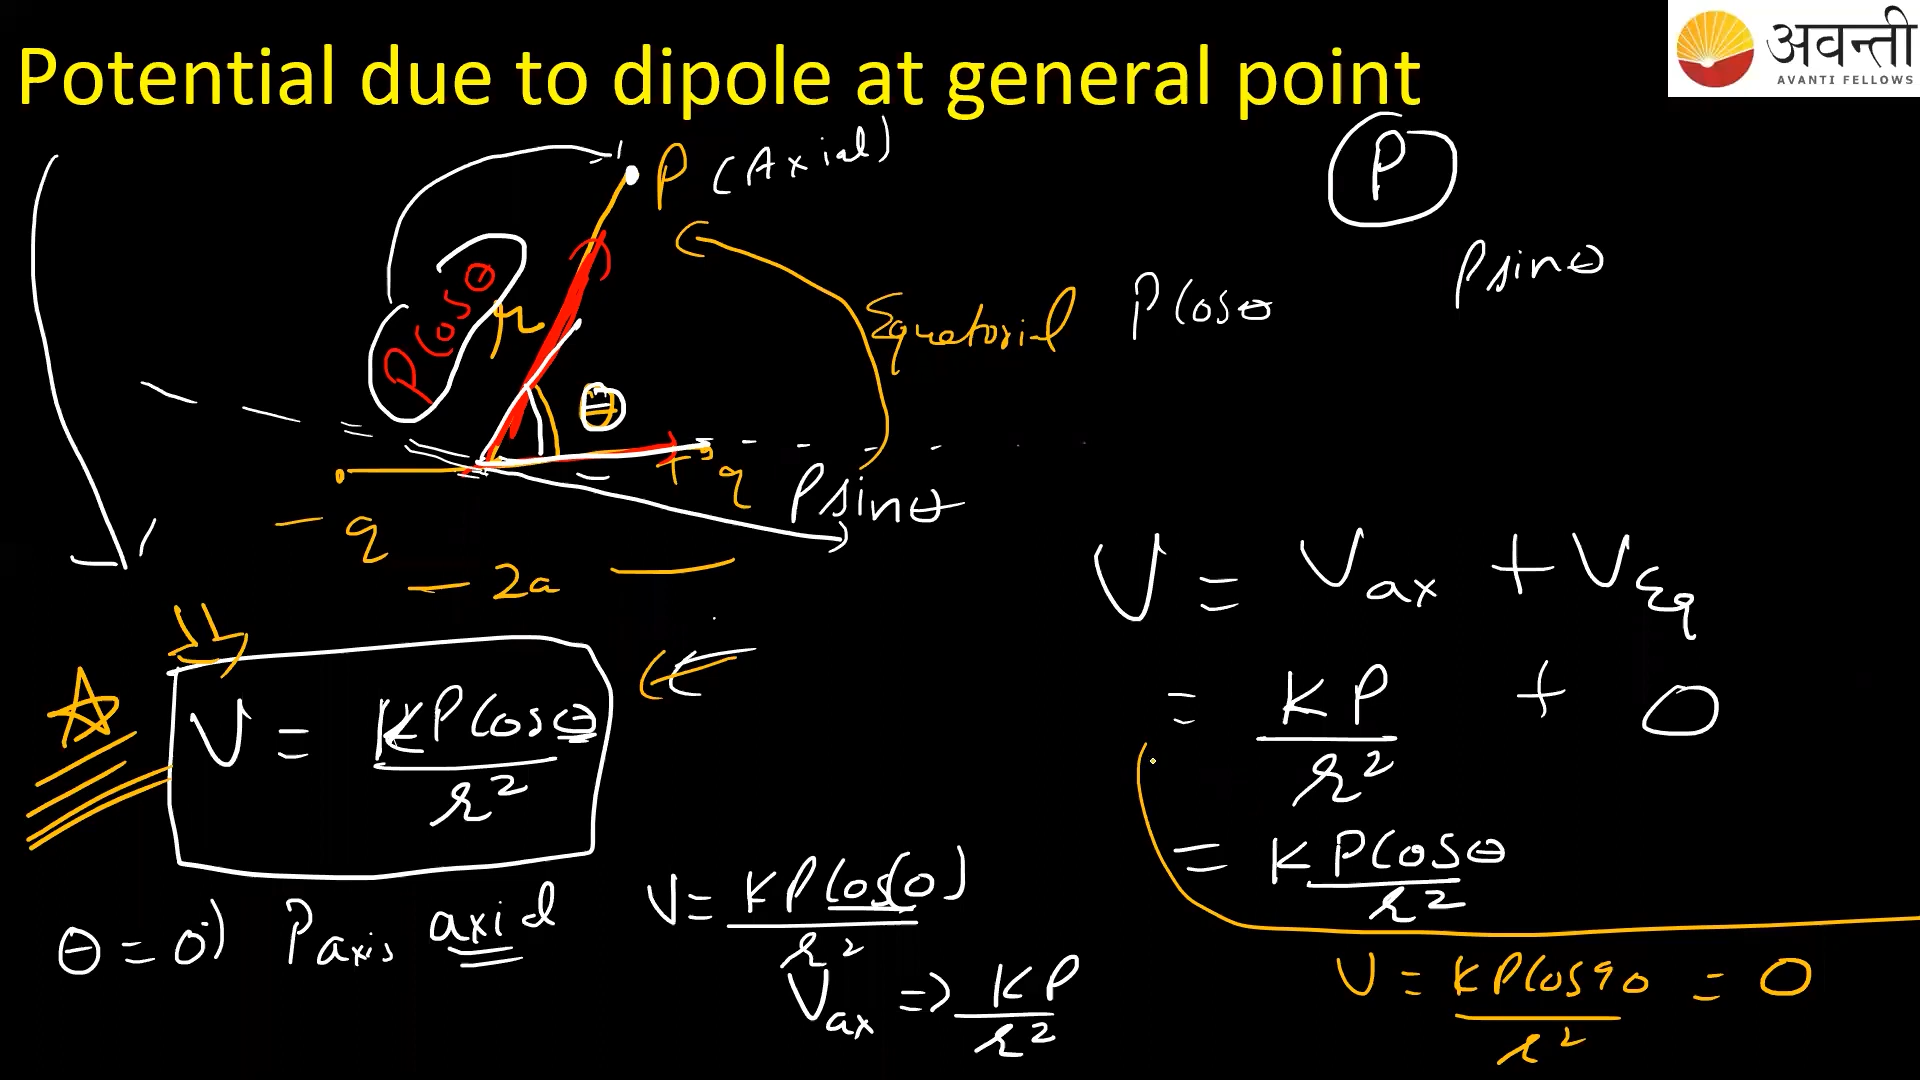 Potential due to dipole at general point
अवन्ती
AVANTI FELLOWS
P (Axial)
P
Psinθ
Pcosθ
r
Equatorial
Pcosθ
θ
+q
Psinθ
-q
2a
V = Vax + VEq
= KP/r² + 0
= KPcosθ/r²
V = KPcosθ/r²
θ = 0°) Paxis axial
V = KPcos(0)/r²
Vax => KP/r²
V = KPcos90/r² = 0